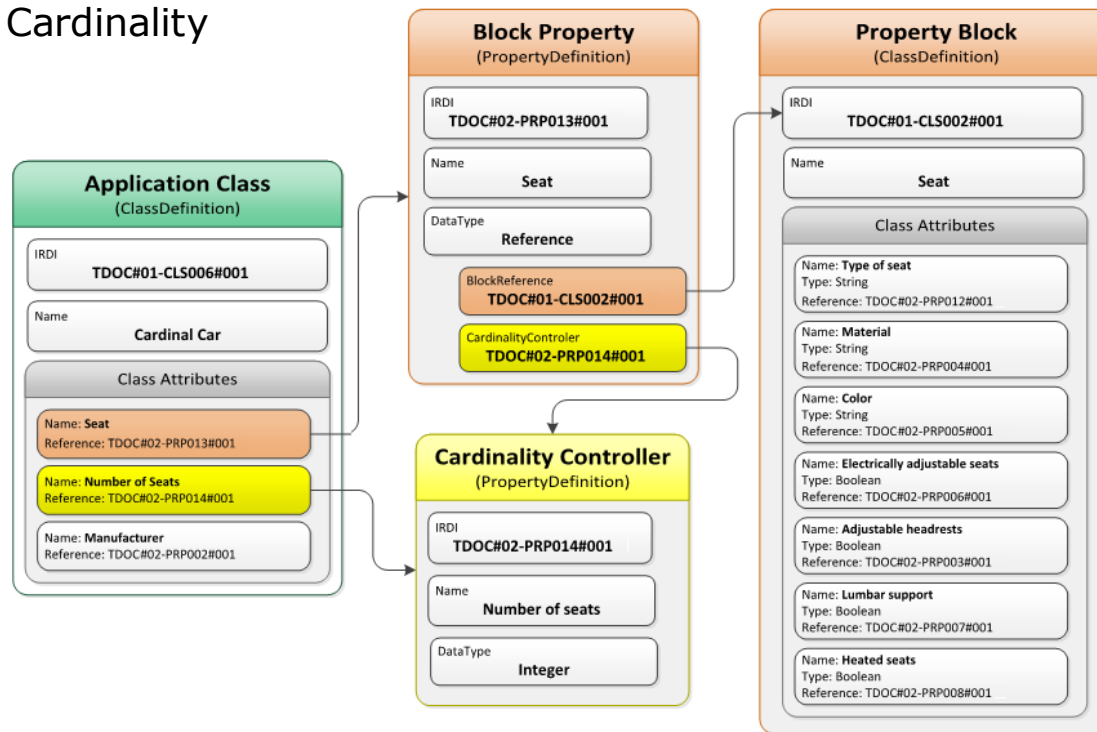 Cardinality
Application Class
(ClassDefinition)
IRDI
TDOC#01-CLS006#001
Name
Cardinal Car
Class Attributes
Name: Seat
Reference: TDOC#02-PRP013#001
Name: Number of Seats
Reference: TDOC#02-PRP014#001
Name: Manufacturer
Reference: TDOC#02-PRP002#001
Block Property
(PropertyDefinition)
IRDI
TDOC#02-PRP013#001
Name
Seat
DataType
Reference
BlockReference
TDOC#01-CLS002#001
CardinalityControler
TDOC#02-PRP014#001
Cardinality Controller
(PropertyDefinition)
IRDI
TDOC#02-PRP014#001
Name
Number of seats
DataType
Integer
Property Block
(ClassDefinition)
IRDI
TDOC#01-CLS002#001
Name
Seat
Class Attributes
Name: Type of seat
Type: String
Reference: TDOC#02-PRP012#001
Name: Material
Type: String
Reference: TDOC#02-PRP004#001
Name: Color
Type: String
Reference: TDOC#02-PRP005#001
Name: Electrically adjustable seats
Type: Boolean
Reference: TDOC#02-PRP006#001
Name: Adjustable headrests
Type: Boolean
Reference: TDOC#02-PRP003#001
Name: Lumbar support
Type: Boolean
Reference: TDOC#02-PRP007#001
Name: Heated seats
Type: Boolean
Reference: TDOC#02-PRP008#001